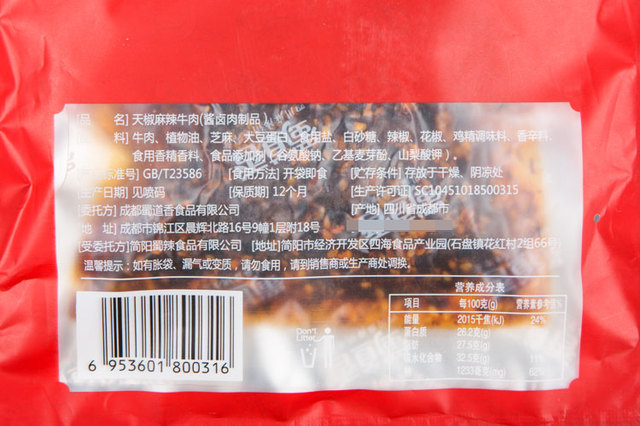 [品 名] 天椒麻辣牛肉(酱卤肉制品)
料] 牛肉、植物油、芝麻、大豆蛋白、食用盐、白砂糖、辣椒、花椒、鸡精调味料、香辛料、
食用香精香料、食品添加剂(谷氨酸钠、乙基麦芽酚、山梨酸钾)。
标准号] GB/T23586 [食用方法] 开袋即食 [贮存条件] 存放于干燥、阴凉处
[生产日期] 见喷码 [保质期] 12个月 [生产许可证] SC10451018500315
[委托方] 成都蜀道香食品有限公司 [产地] 四川省成都市
[地 址] 成都市锦江区晨辉北路16号9幢1层附18号
[受委托方] 简阳蜀辣食品有限公司 [地址] 简阳市经济开发区四海食品产业园(石盘镇花红村2组66号)
温馨提示：如有胀袋、漏气或变质，请勿食用，请到销售商或生产商处调换。
营养成分表
项目 每100克(g) 营养素参考值%
能量 2015千焦(kJ) 24%
蛋白质 26.2克(g)
脂肪 27.5克(g)
碳水化合物 32.5克(g) 11%
钠 1233毫克(mg) 62%
Don't Litter
6 953601 800316